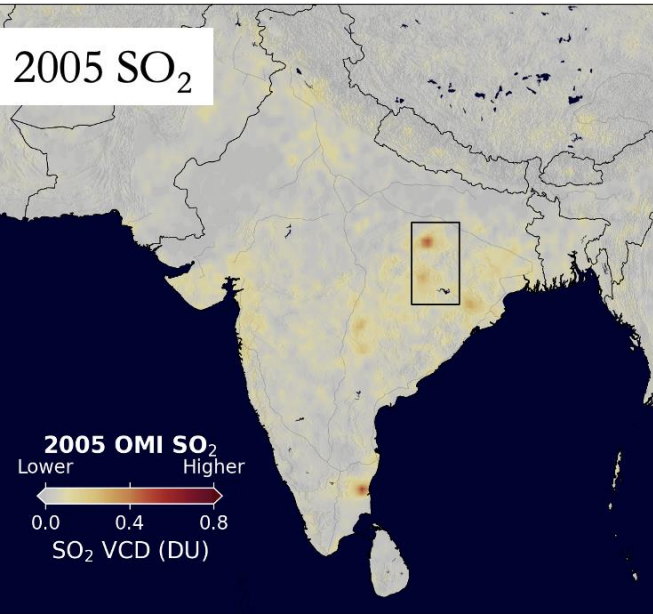 2005 SO₂
2005 OMI SO₂
Lower Higher
0.0 0.4 0.8
SO₂ VCD (DU)